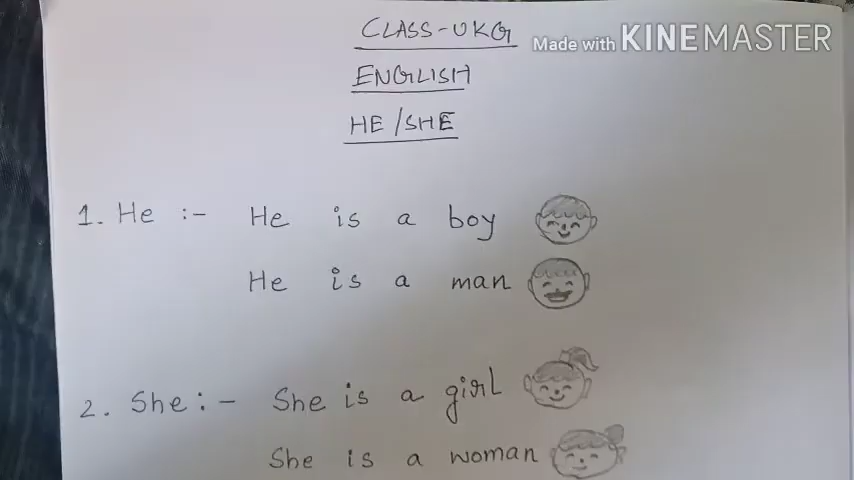 CLASS-UKG
Made with KINEMASTER
ENGLISH
HE/SHE
1. He :- He is a boy
He is a man
2. She :- She is a girl
She is a woman